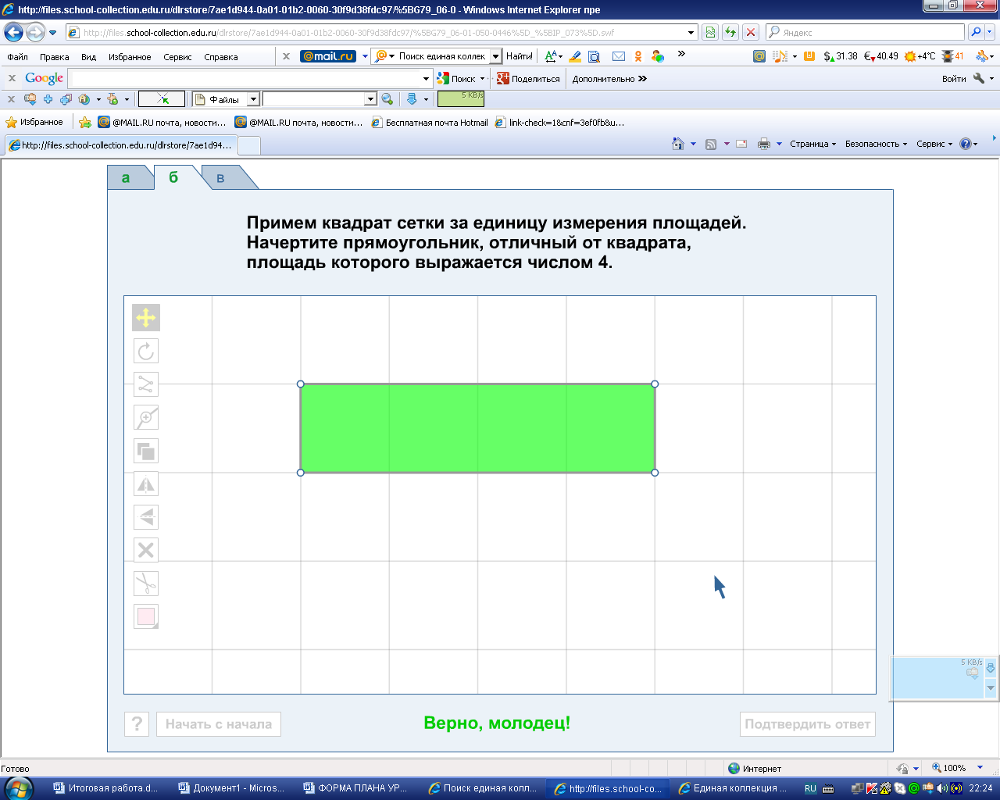 http://files.school-collection.edu.ru/dlrstore/7ae1d944-0a01-01b2-0060-30f9d38fdc97/%5BG79_06-0 - Windows Internet Explorer пре
http://files.school-collection.edu.ru/dlrstore/7ae1d944-0a01-01b2-0060-30f9d38fdc97/%5BG79_06-01-050-0446%5D_%5BIP_073%5D.swf
Яндекс
Файл Правка Вид Избранное Сервис Справка x @mail.ru Поиск единая коллек Найти! $ 31.38 € 40.49 +4°C 41
x Google Поиск Поделиться Дополнительно Войти
x Файлы 5 KB/s
Избранное @MAIL.RU почта, новости... @MAIL.RU почта, новости... Бесплатная почта Hotmail link-check=1&cnf=3ef0fb&u...
http://files.school-collection.edu.ru/dlrstore/7ae1d94... Страница Безопасность Сервис
а б в
Примем квадрат сетки за единицу измерения площадей.
Начертите прямоугольник, отличный от квадрата,
площадь которого выражается числом 4.
5 KB/s
? Начать с начала Верно, молодец! Подтвердить ответ
Готово Интернет 100%
Итоговая работа.d... Документ1 - Micros... ФОРМА ПЛАНА УР... Поиск единая колл... http://files.school-co... Единая коллекция ... RU 22:24